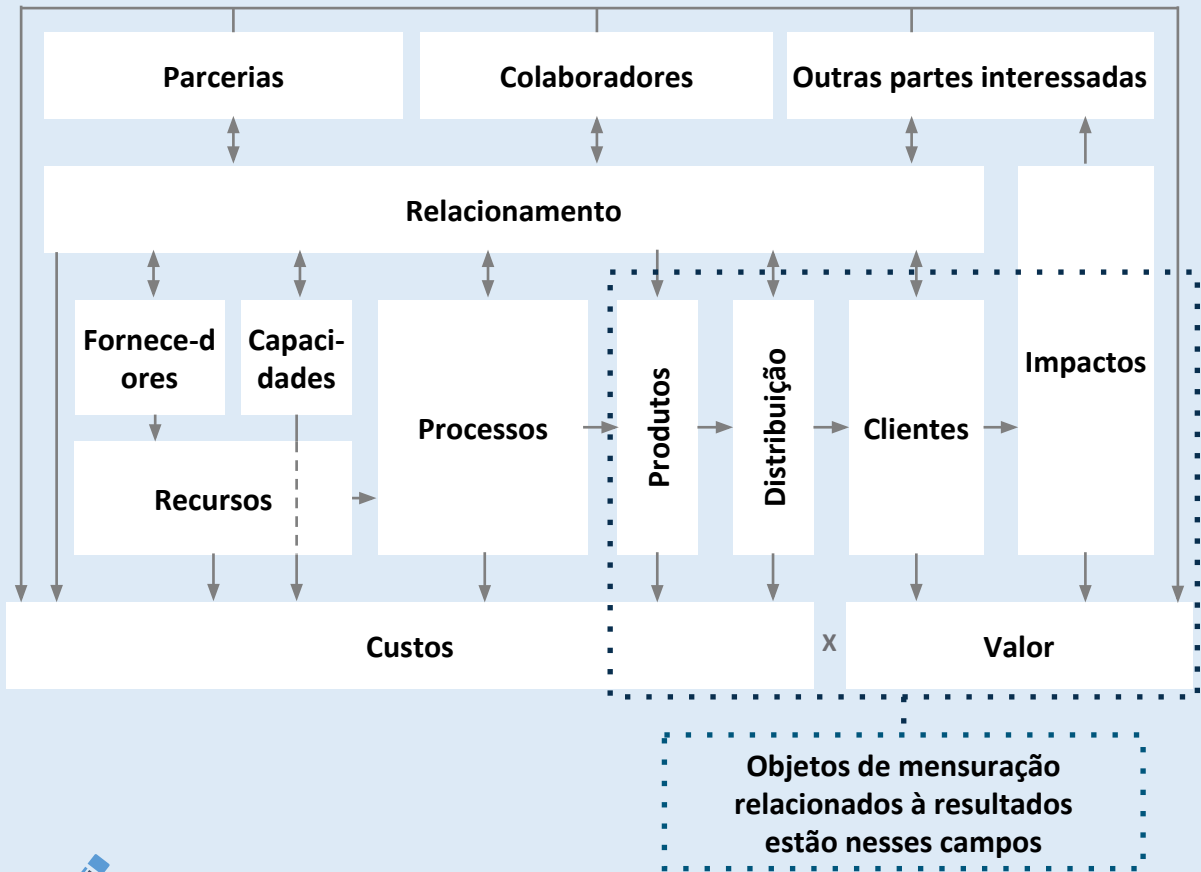 Parcerias
Colaboradores
Outras partes interessadas
Relacionamento
Fornece-d
ores
Capaci-
dades
Processos
Produtos
Distribuição
Clientes
Impactos
Recursos
Custos
X
Valor
Objetos de mensuração
relacionados à resultados
estão nesses campos